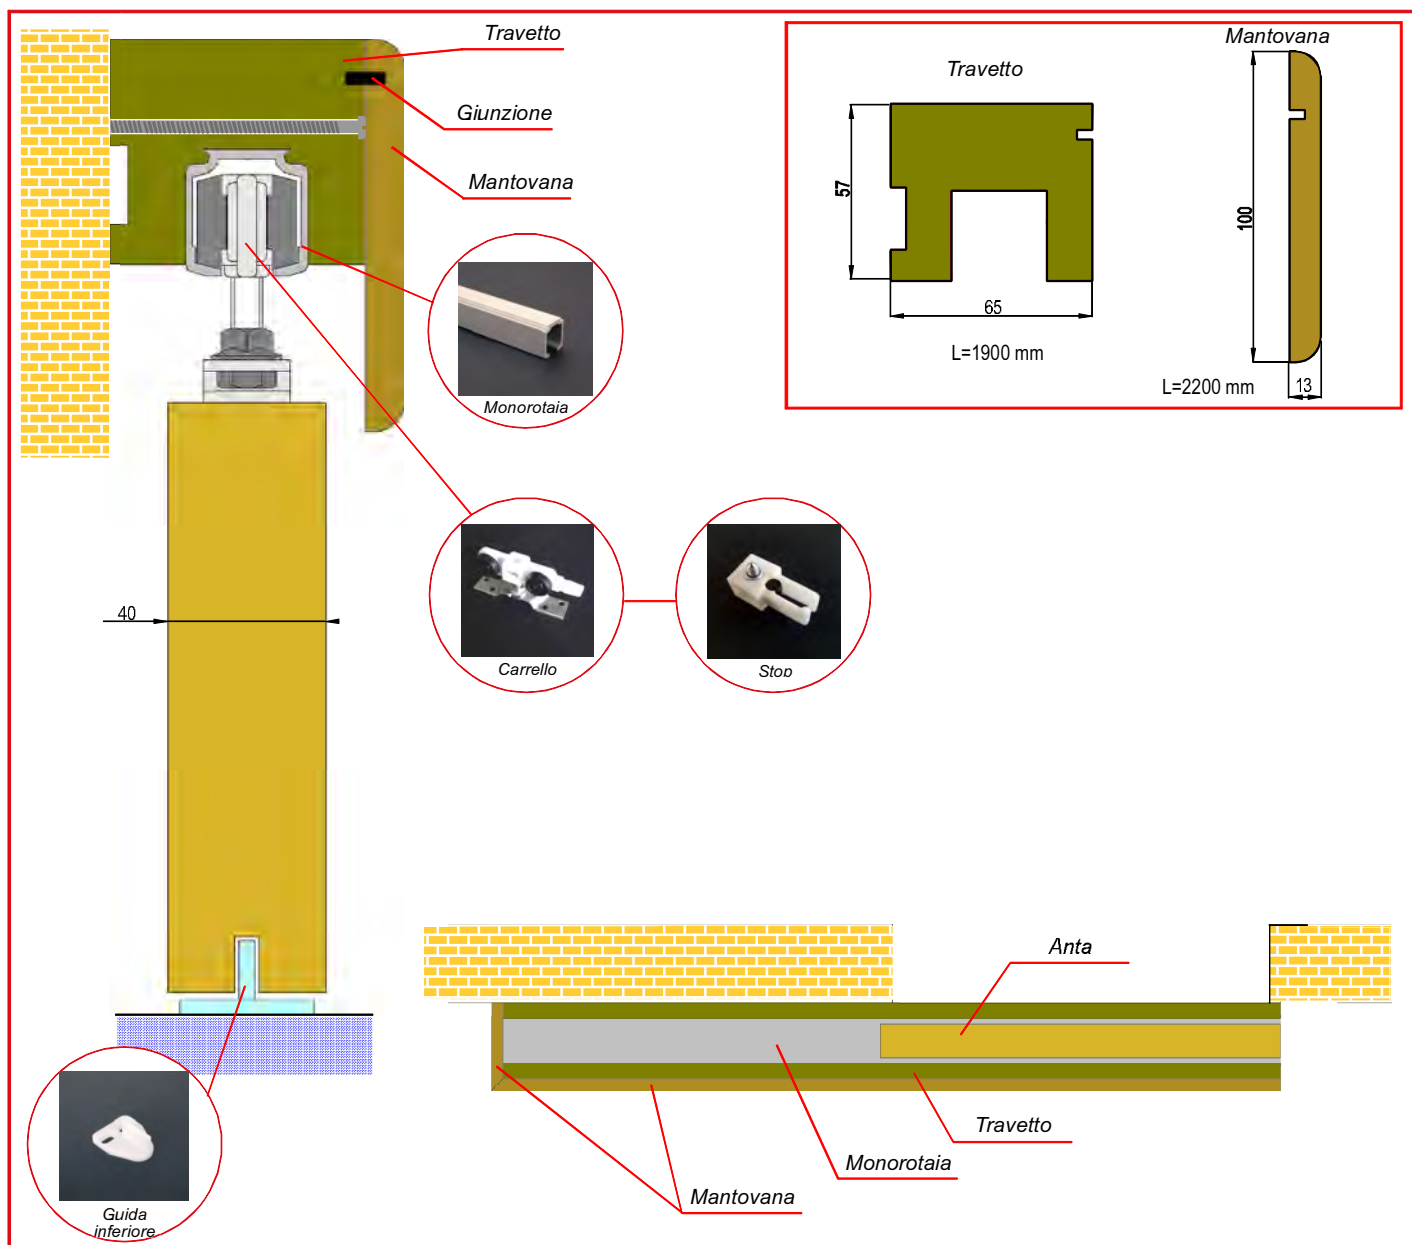 Travetto
Giunzione
Mantovana
Monorotaia
Carrello
Stop
40
Guida
inferiore
Travetto
57
65
L=1900 mm
Mantovana
100
L=2200 mm
13
Anta
Travetto
Monorotaia
Mantovana